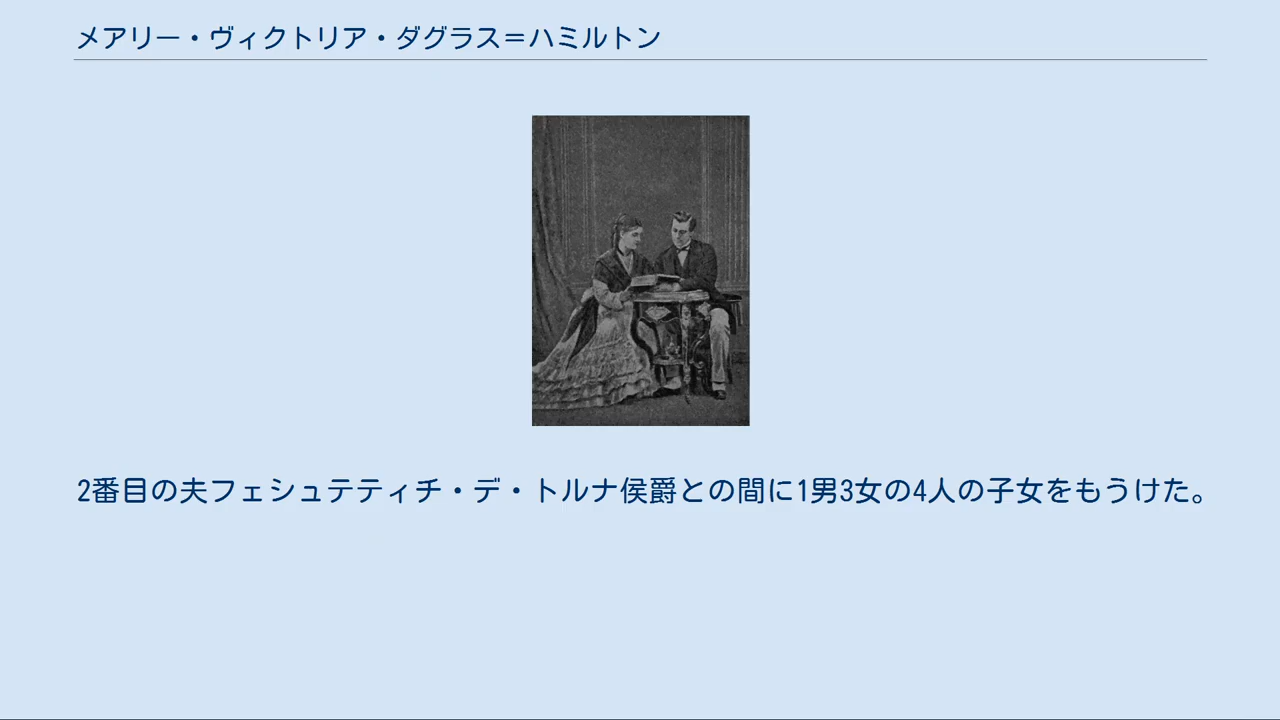 メアリー・ヴィクトリア・ダグラス＝ハミルトン
2番目の夫フェシュテティチ・デ・トルナ侯爵との間に1男3女の4人の子女をもうけた。